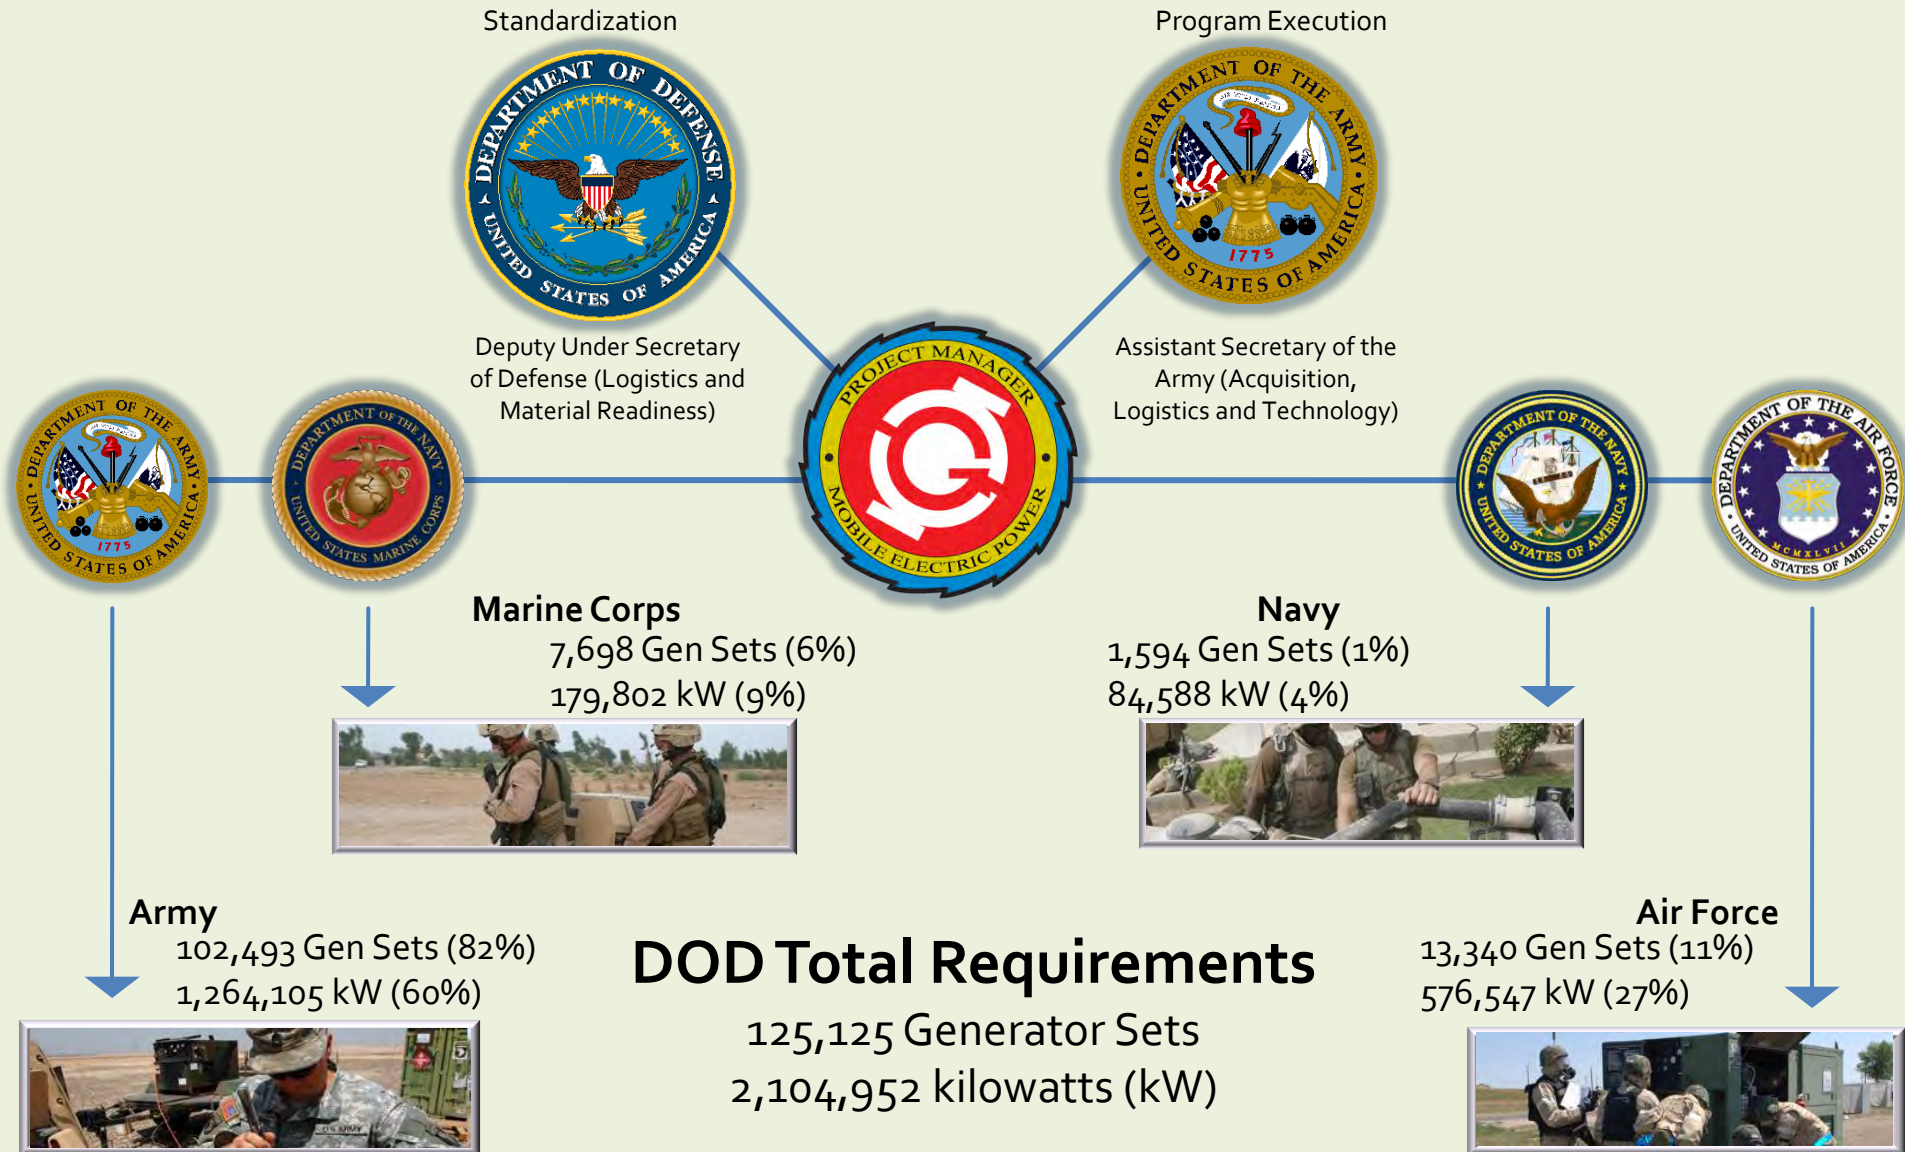 Standardization
Program Execution
DEPARTMENT OF DEFENSE
UNITED STATES OF AMERICA
DEPARTMENT OF THE ARMY
UNITED STATES OF AMERICA
1775
Deputy Under Secretary
of Defense (Logistics and
Material Readiness)
Assistant Secretary of the
Army (Acquisition,
Logistics and Technology)
PROJECT MANAGER
MOBILE ELECTRIC POWER
DEPARTMENT OF THE ARMY
UNITED STATES OF AMERICA
1775
DEPARTMENT OF THE NAVY
UNITED STATES MARINE CORPS
DEPARTMENT OF THE NAVY
UNITED STATES OF AMERICA
DEPARTMENT OF THE AIR FORCE
UNITED STATES OF AMERICA
MCMXLVII
Marine Corps
7,698 Gen Sets (6%)
179,802 kW (9%)
Navy
1,594 Gen Sets (1%)
84,588 kW (4%)
Army
102,493 Gen Sets (82%)
1,264,105 kW (60%)
DOD Total Requirements
125,125 Generator Sets
2,104,952 kilowatts (kW)
Air Force
13,340 Gen Sets (11%)
576,547 kW (27%)
U.S. ARMY